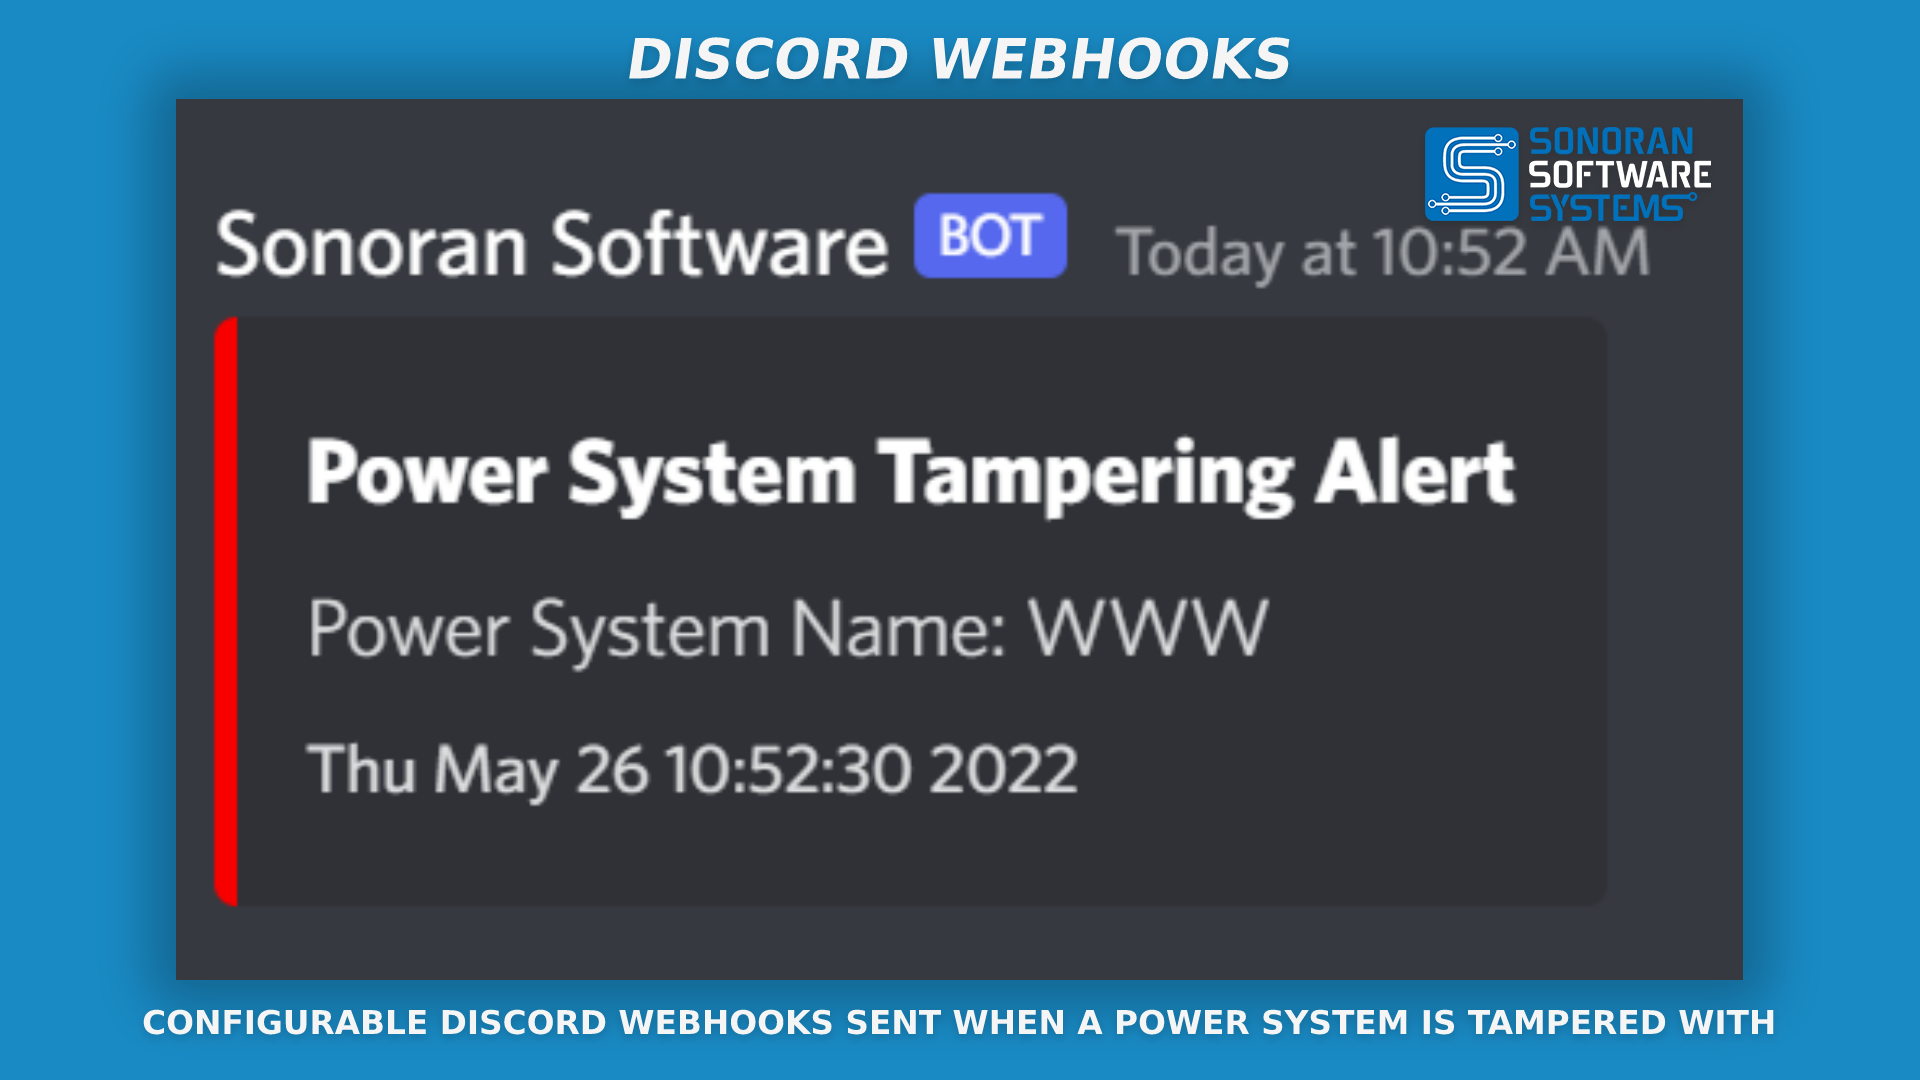 DISCORD WEBHOOKS
SONORAN
SOFTWARE
SYSTEMS
Sonoran Software BOT Today at 10:52 AM
Power System Tampering Alert
Power System Name: WWW
Thu May 26 10:52:30 2022
CONFIGURABLE DISCORD WEBHOOKS SENT WHEN A POWER SYSTEM IS TAMPERED WITH